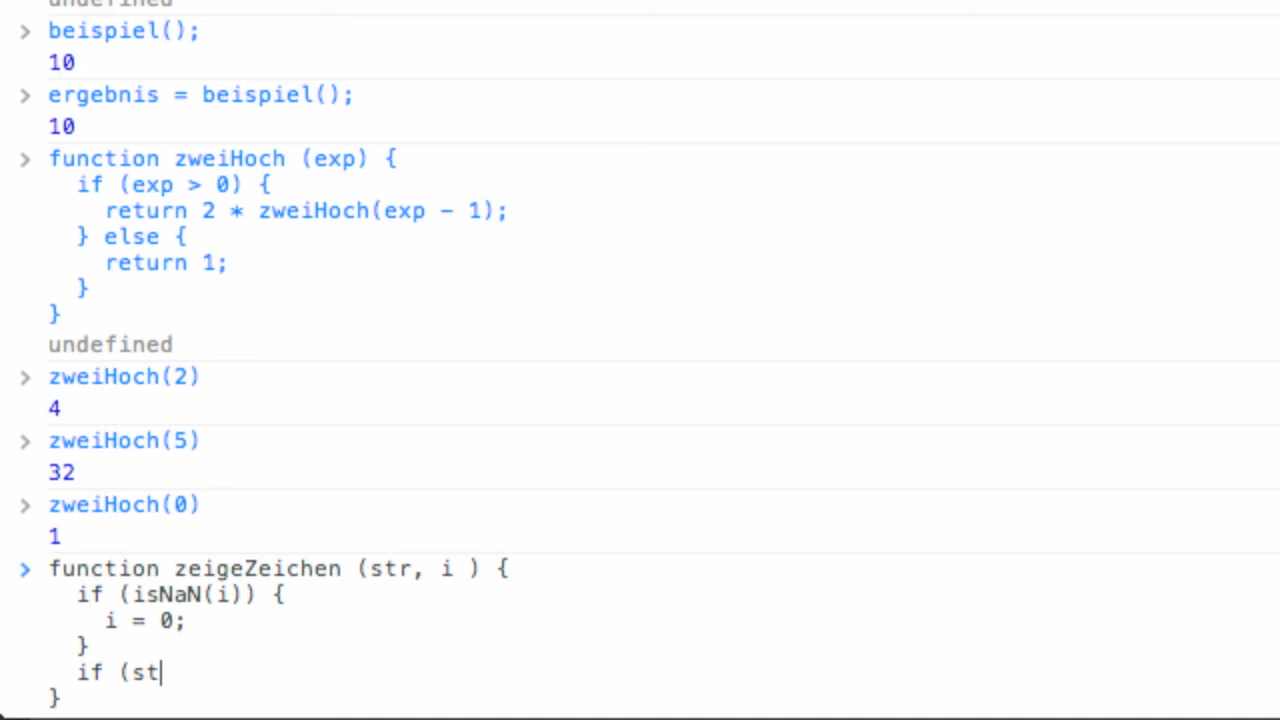 undefined
> beispiel();
10
> ergebnis = beispiel();
10
> function zweiHoch (exp) {
  if (exp > 0) {
    return 2 * zweiHoch(exp - 1);
  } else {
    return 1;
  }
}
undefined
> zweiHoch(2)
4
> zweiHoch(5)
32
> zweiHoch(0)
1
> function zeigeZeichen (str, i ) {
  if (isNaN(i)) {
    i = 0;
  }
  if (st
}